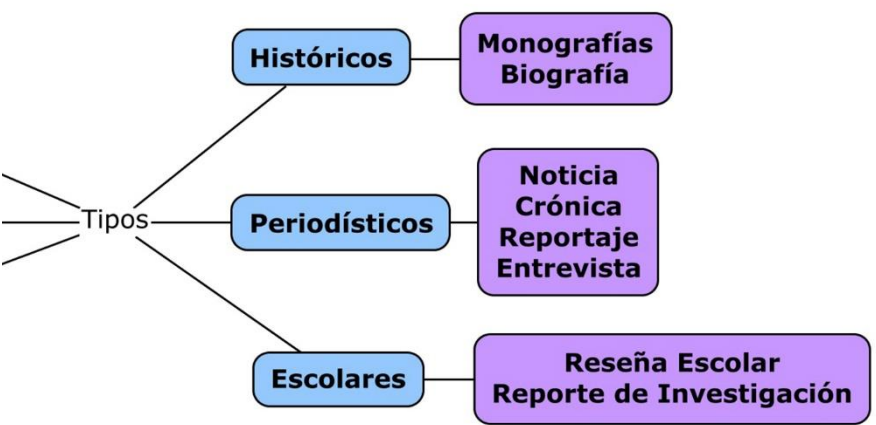 Tipos
Históricos
Monografías
Biografía
Periodísticos
Noticia
Crónica
Reportaje
Entrevista
Escolares
Reseña Escolar
Reporte de Investigación